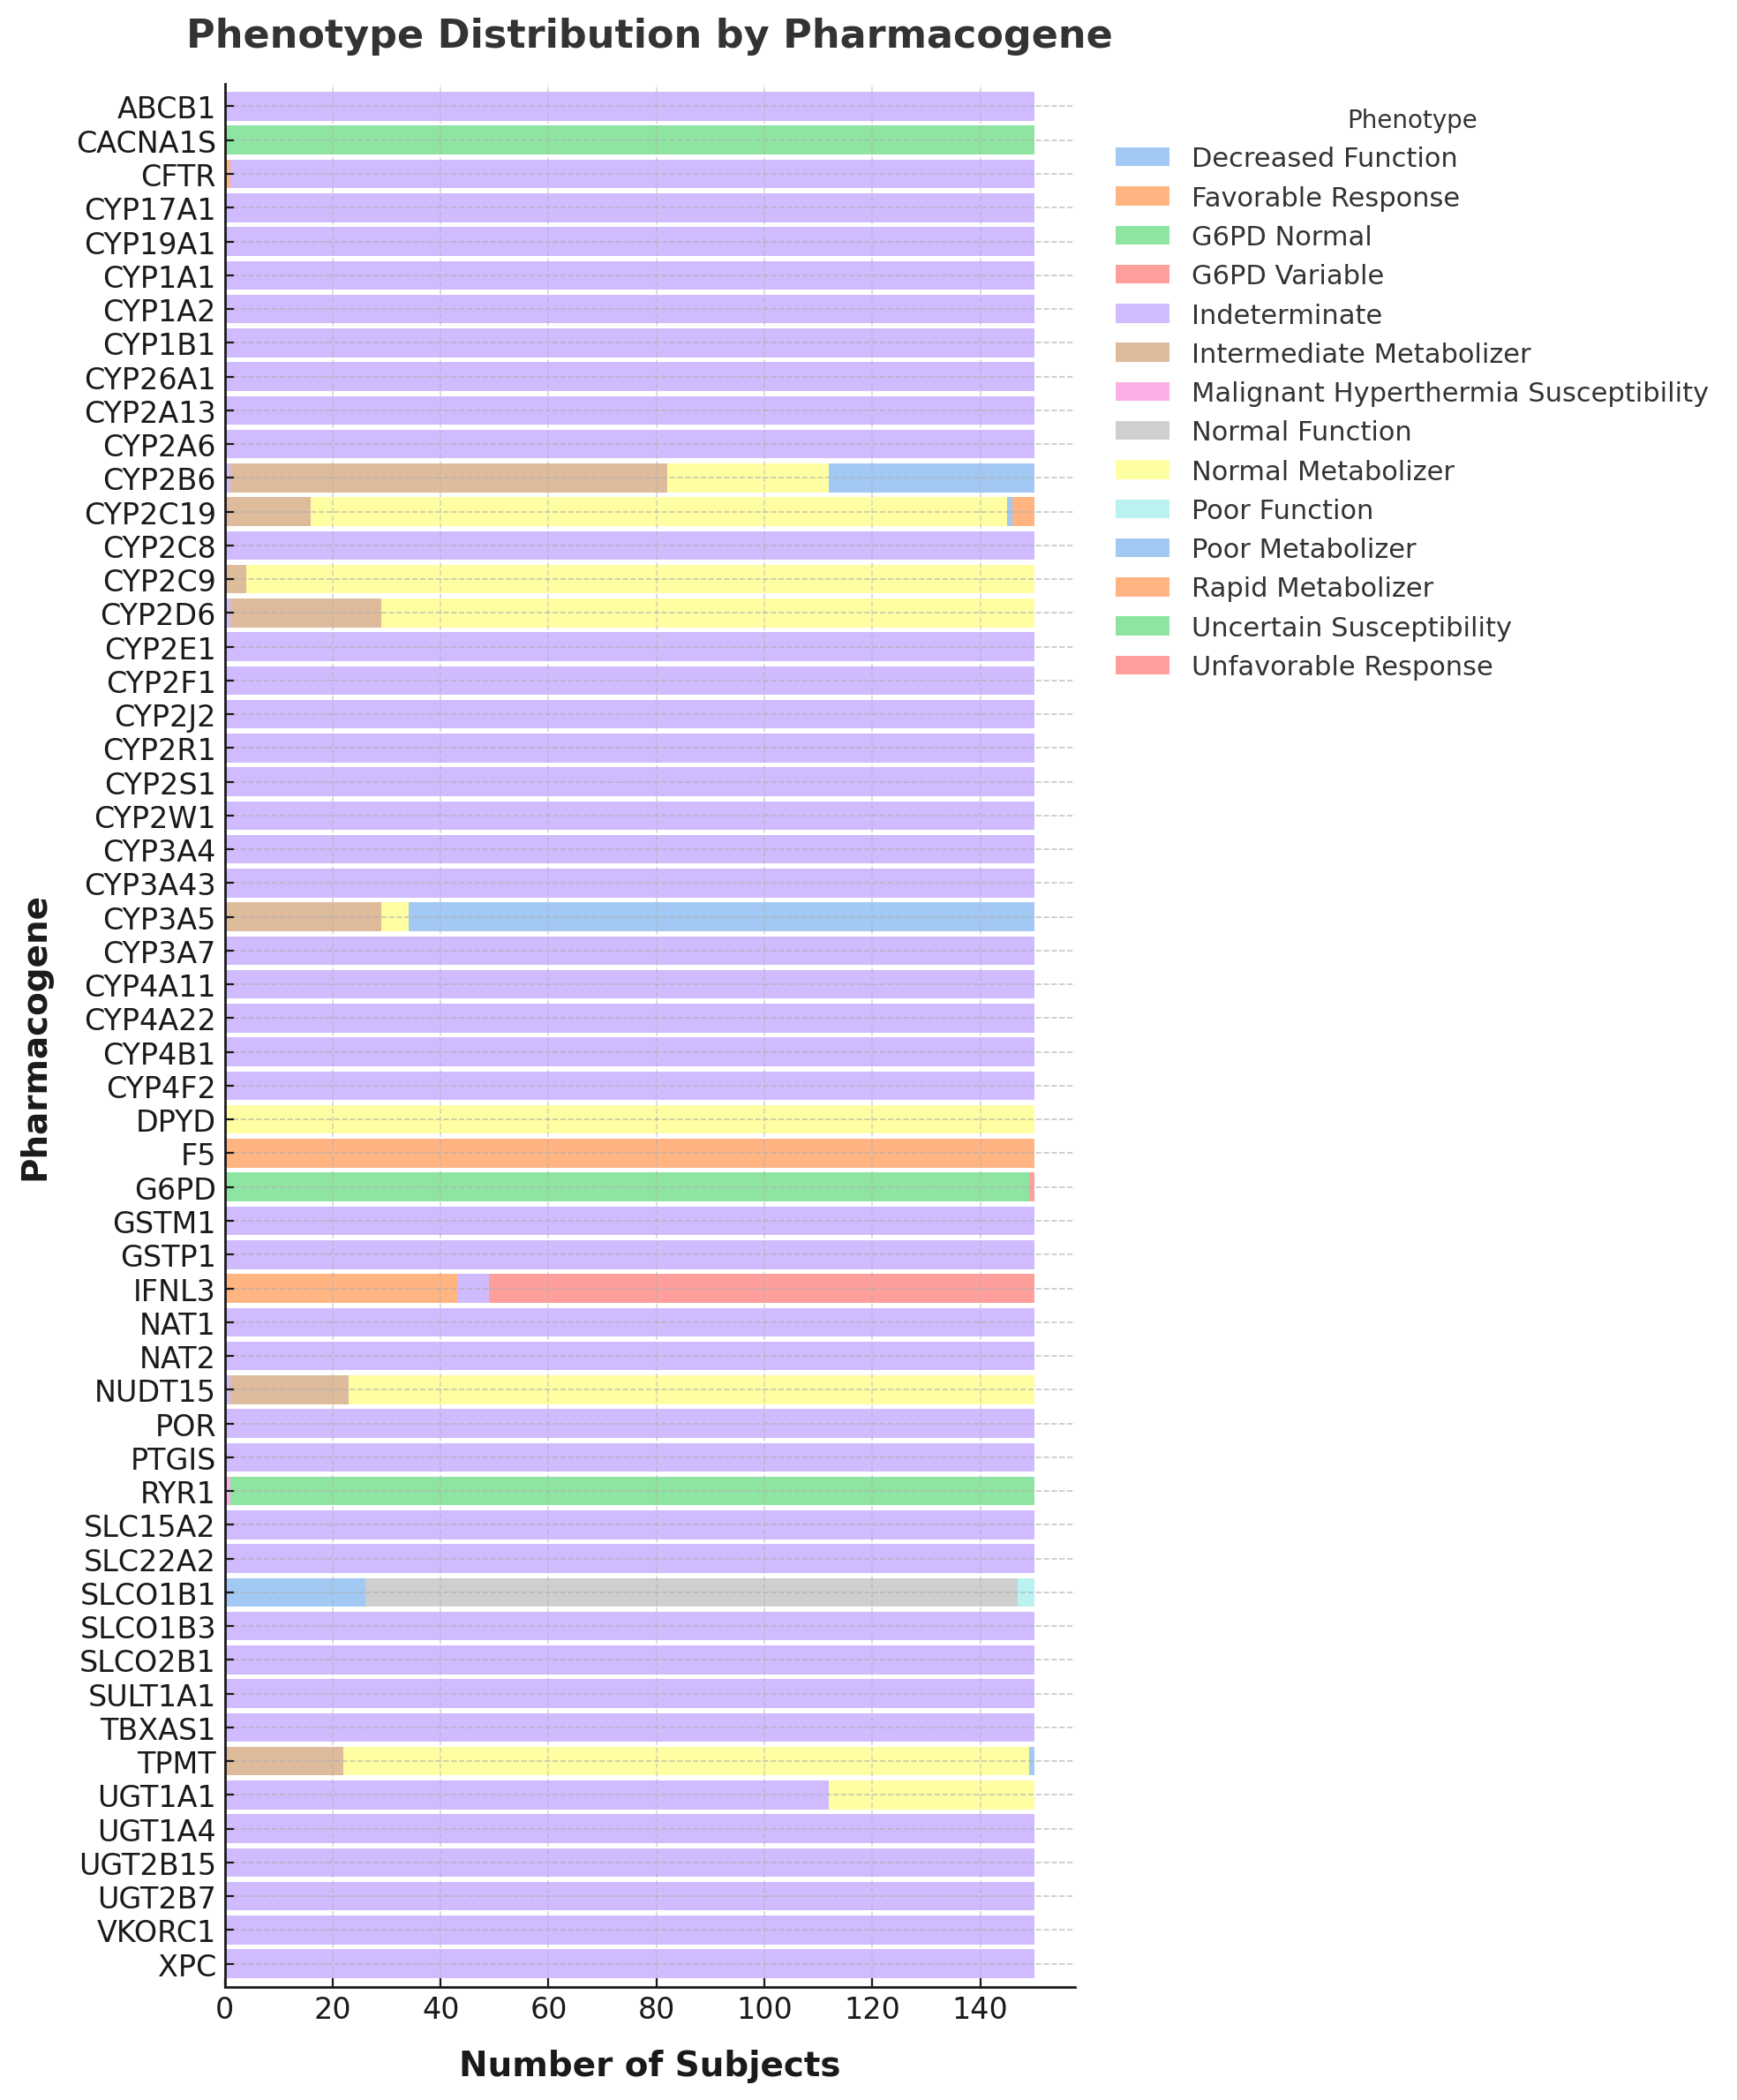 Phenotype Distribution by Pharmacogene
ABCB1
CACNA1S
CFTR
CYP17A1
CYP19A1
CYP1A1
CYP1A2
CYP1B1
CYP26A1
CYP2A13
CYP2A6
CYP2B6
CYP2C19
CYP2C8
CYP2C9
CYP2D6
CYP2E1
CYP2F1
CYP2J2
CYP2R1
CYP2S1
CYP2W1
CYP3A4
CYP3A43
CYP3A5
CYP3A7
CYP4A11
CYP4A22
CYP4B1
CYP4F2
DPYD
F5
G6PD
GSTM1
GSTP1
IFNL3
NAT1
NAT2
NUDT15
POR
PTGIS
RYR1
SLC15A2
SLC22A2
SLCO1B1
SLCO1B3
SLCO2B1
SULT1A1
TBXAS1
TPMT
UGT1A1
UGT1A4
UGT2B15
UGT2B7
VKORC1
XPC
Pharmacogene
0 20 40 60 80 100 120 140
Number of Subjects
Phenotype
Decreased Function
Favorable Response
G6PD Normal
G6PD Variable
Indeterminate
Intermediate Metabolizer
Malignant Hyperthermia Susceptibility
Normal Function
Normal Metabolizer
Poor Function
Poor Metabolizer
Rapid Metabolizer
Uncertain Susceptibility
Unfavorable Response